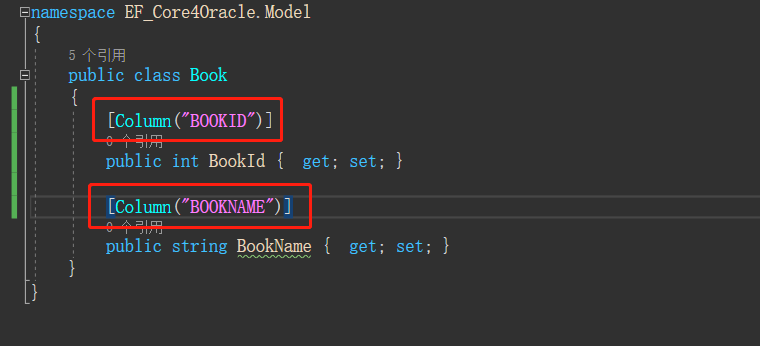 namespace EF_Core4Oracle.Model
{
5 个引用
public class Book
{
[Column("BOOKID")]
0 个引用
public int BookId { get; set; }
[Column("BOOKNAME")]
0 个引用
public string BookName { get; set; }
}
}